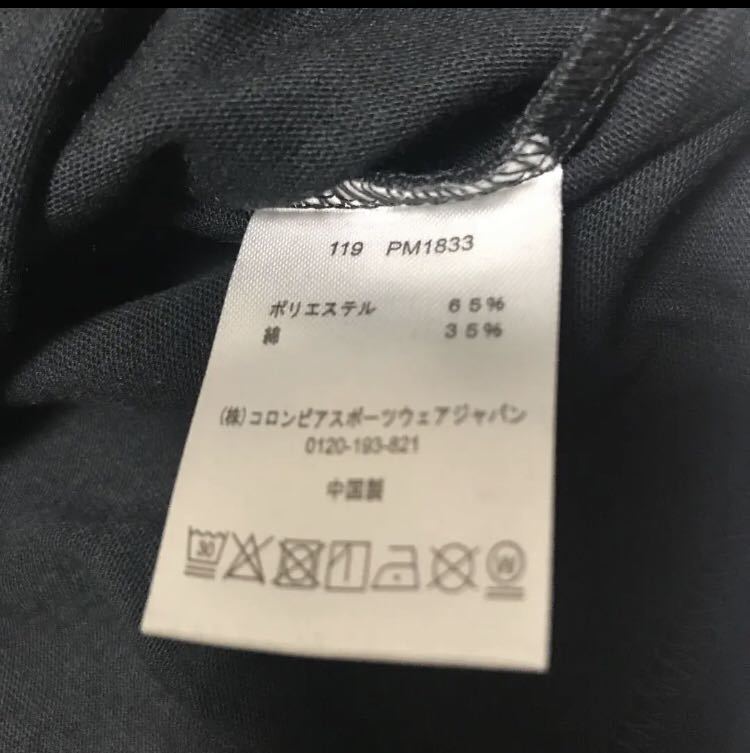 119 PM1833
ポリエステル 65%
綿 35%
(株)コロンビアスポーツウェアジャパン
0120-193-821
中国製
30 W